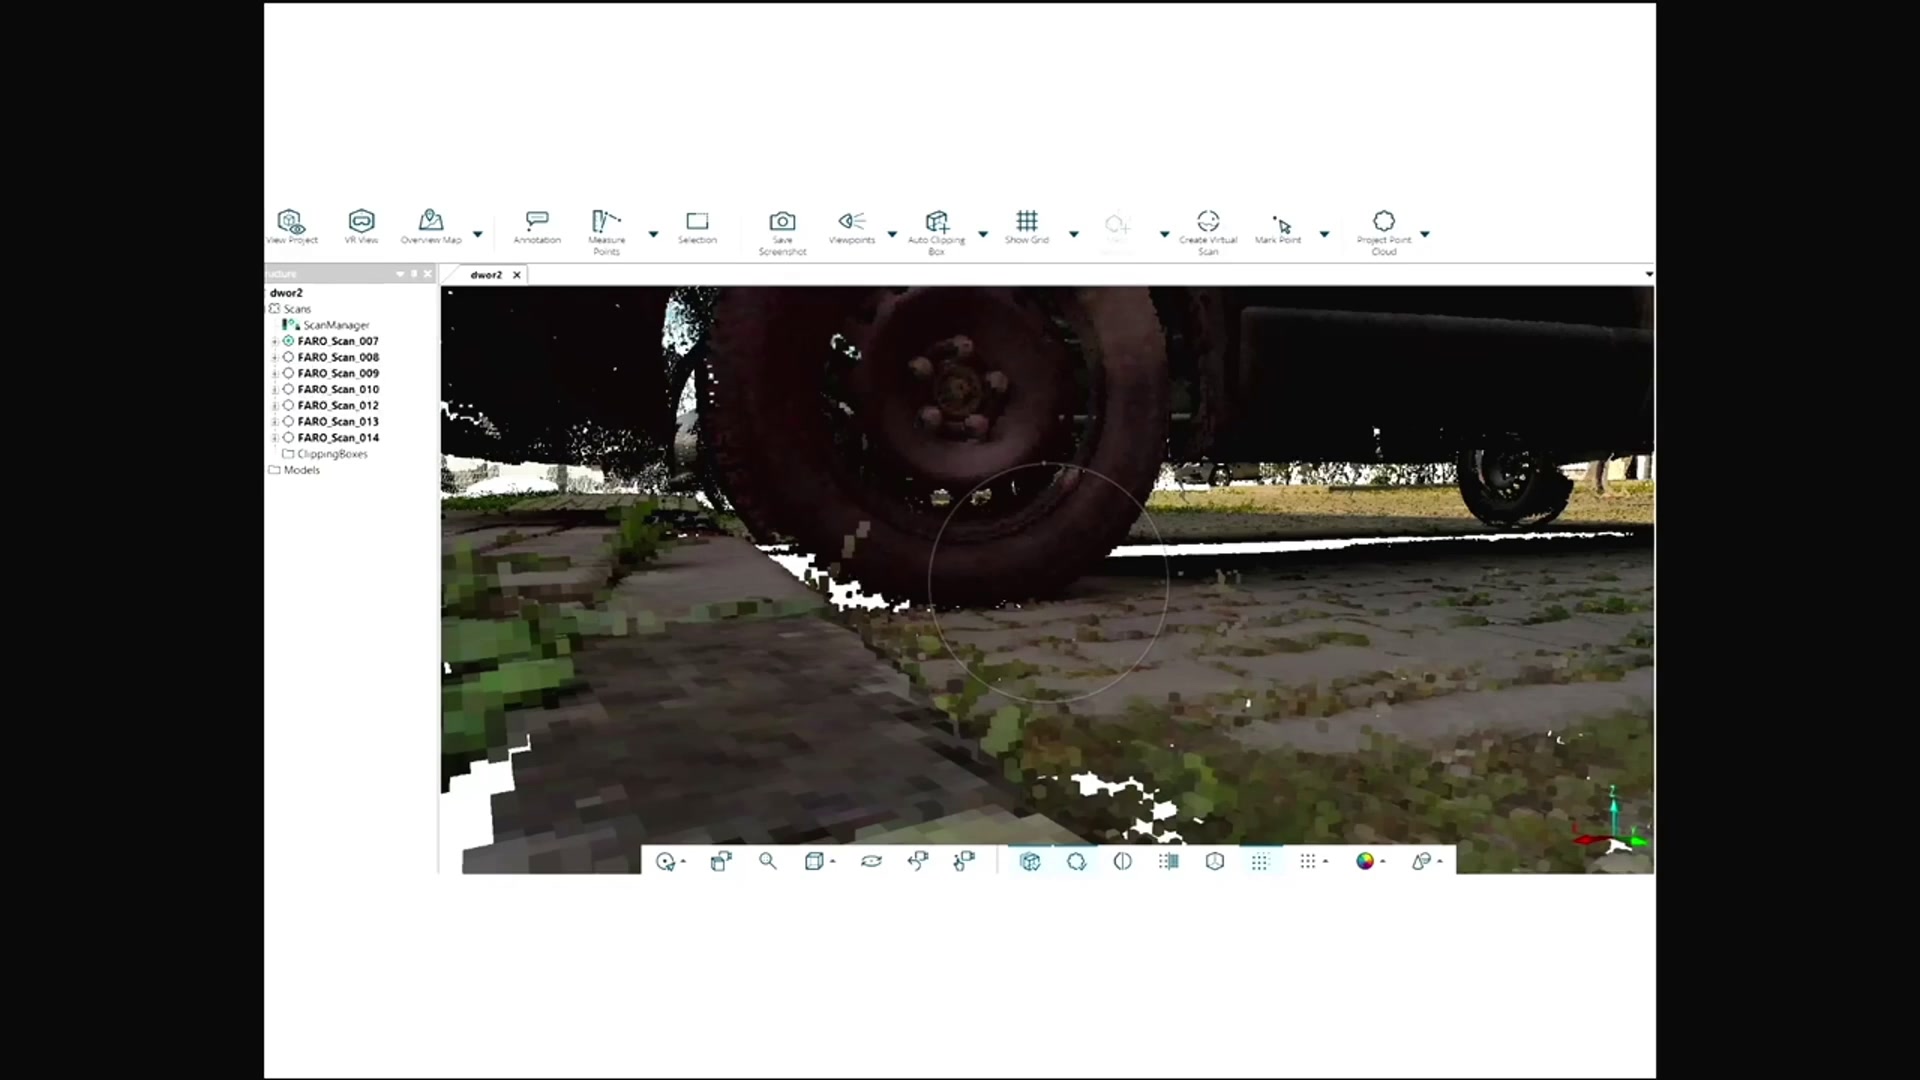 View Project
VR View
Overview Map
Annotation
Measure
Points
Selection
Save
Screenshot
Viewpoints
Auto Clipping
Box
Show Grid
Create Virtual
Scan
Mark Point
Project Point
Cloud
ructure
dwor2
dwor2
Scans
ScanManager
FARO_Scan_007
FARO_Scan_008
FARO_Scan_009
FARO_Scan_010
FARO_Scan_012
FARO_Scan_013
FARO_Scan_014
ClippingBoxes
Models
Z